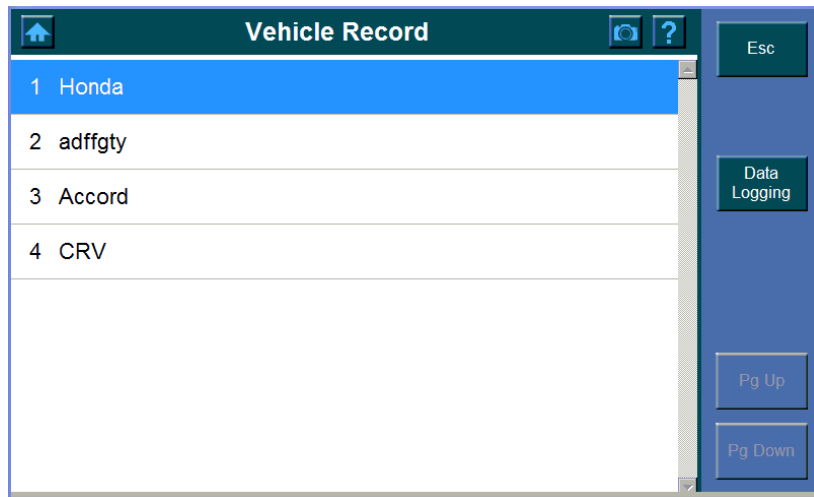 Vehicle Record
?
Esc
1 Honda
2 adffgty
3 Accord
4 CRV
Data
Logging
Pg Up
Pg Down